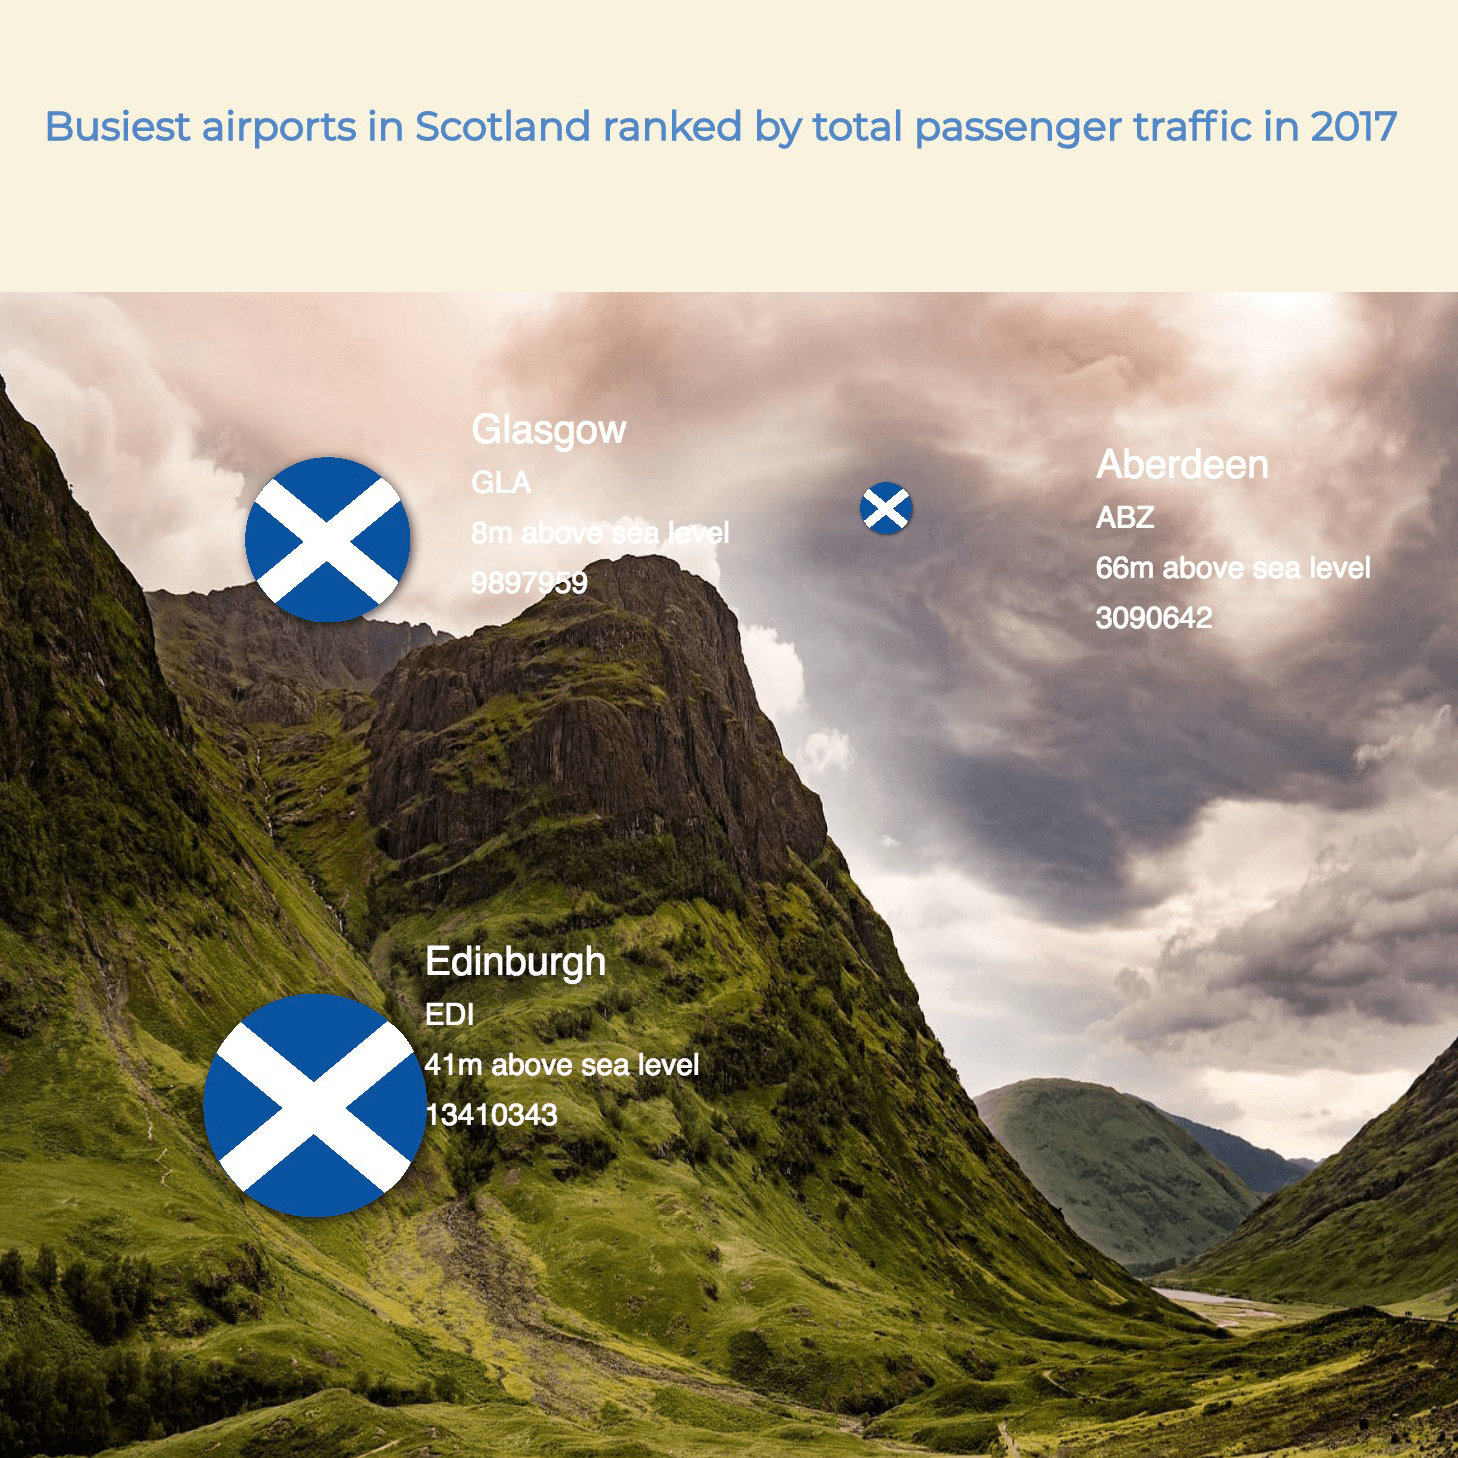 Busiest airports in Scotland ranked by total passenger traffic in 2017
Glasgow
GLA
8m above sea level
9897959
Aberdeen
ABZ
66m above sea level
3090642
Edinburgh
EDI
41m above sea level
13410343